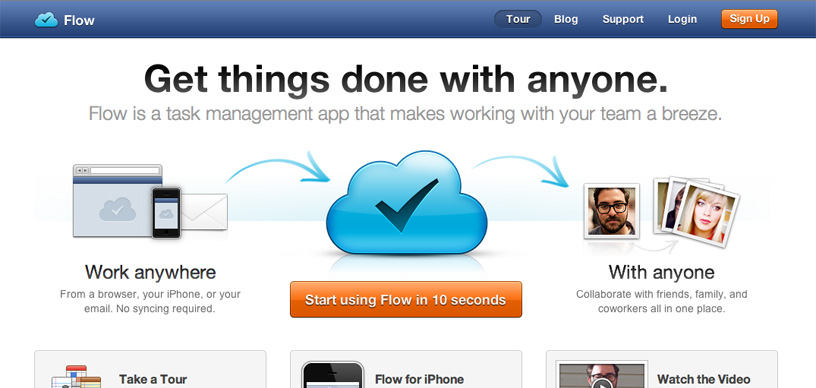 Flow
Tour Blog Support Login Sign Up
Get things done with anyone.
Flow is a task management app that makes working with your team a breeze.
Work anywhere
From a browser, your iPhone, or your
email. No syncing required.
Start using Flow in 10 seconds
With anyone
Collaborate with friends, family, and
coworkers all in one place.
Take a Tour
Flow for iPhone
Watch the Video